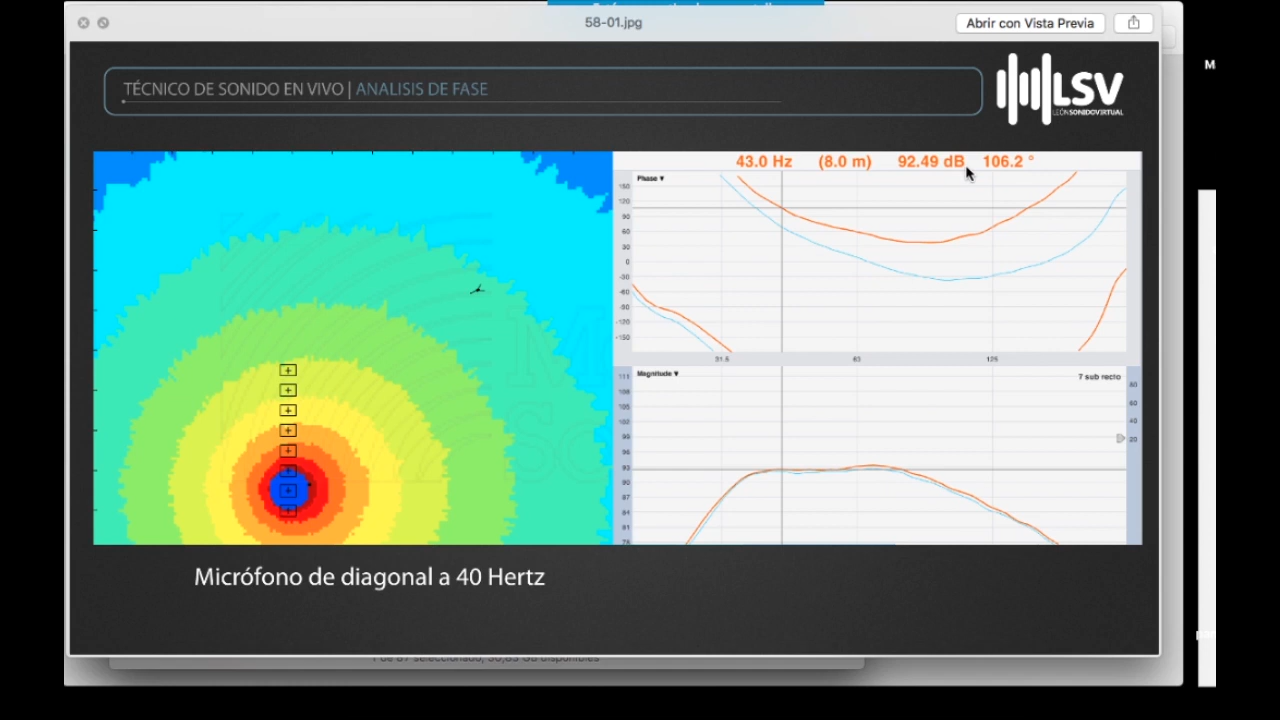 58-01.jpg
Abrir con Vista Previa
M
TÉCNICO DE SONIDO EN VIVO | ANALISIS DE FASE
LSV
LEÓNSONIDOVIRTUAL
43.0 Hz (8.0 m) 92.49 dB 106.2 °
Phase ▼
150
120
90
60
30
0
-30
-60
-90
-120
-150
31.5 63 125
Magnitude ▼
7 sub recto
111
108
105
102
99
96
93
90
87
84
81
78
80
60
40
20
Micrófono de diagonal a 40 Hertz